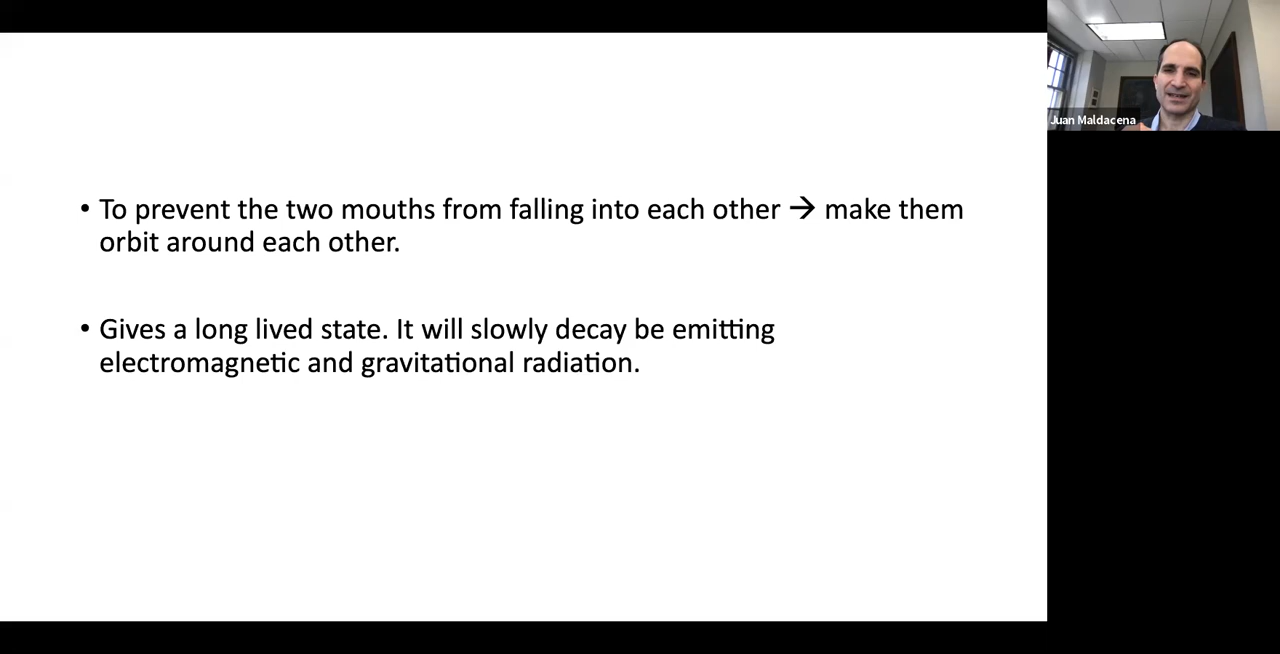 • To prevent the two mouths from falling into each other → make them
orbit around each other.
• Gives a long lived state. It will slowly decay be emitting
electromagnetic and gravitational radiation.
Juan Maldacena